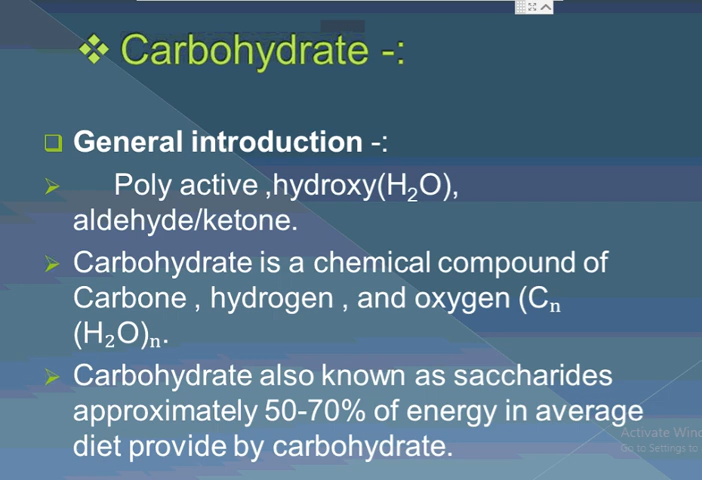 ❖ Carbohydrate -:
❑ General introduction -:
➢ Poly active ,hydroxy(H₂O),
aldehyde/ketone.
➢ Carbohydrate is a chemical compound of
Carbone , hydrogen , and oxygen (Cₙ
(H₂O)ₙ.
➢ Carbohydrate also known as saccharides
approximately 50-70% of energy in average
diet provide by carbohydrate.
Activate Wind
Go to Settings to